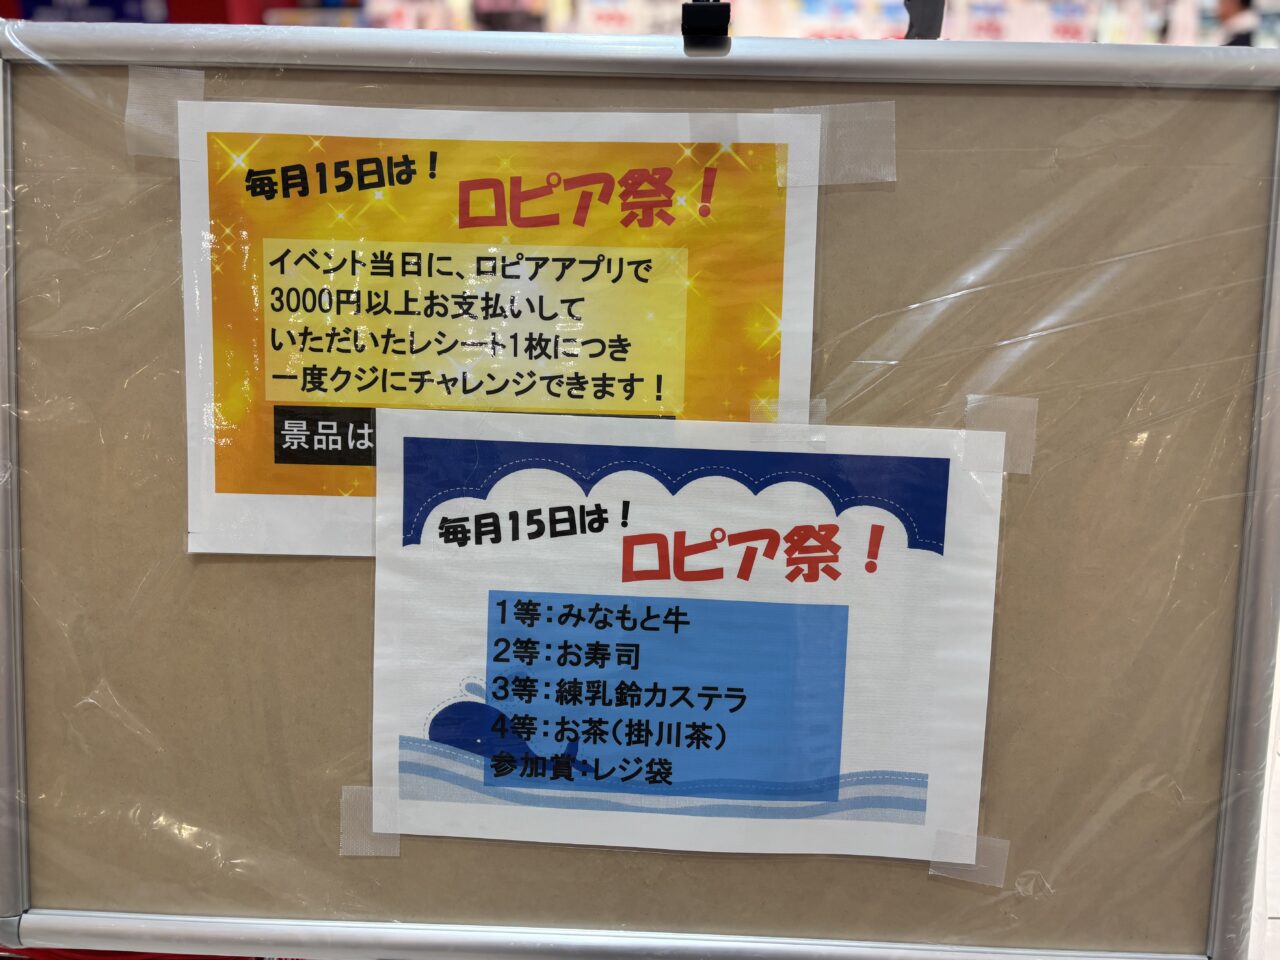 毎月15日は！
ロピア祭！
イベント当日に、ロピアアプリで
3000円以上お支払いして
いただいたレシート1枚につき
一度クジにチャレンジできます！
景品は
毎月15日は！
ロピア祭！
1等：みなもと牛
2等：お寿司
3等：練乳鈴カステラ
4等：お茶（掛川茶）
参加賞：レジ袋